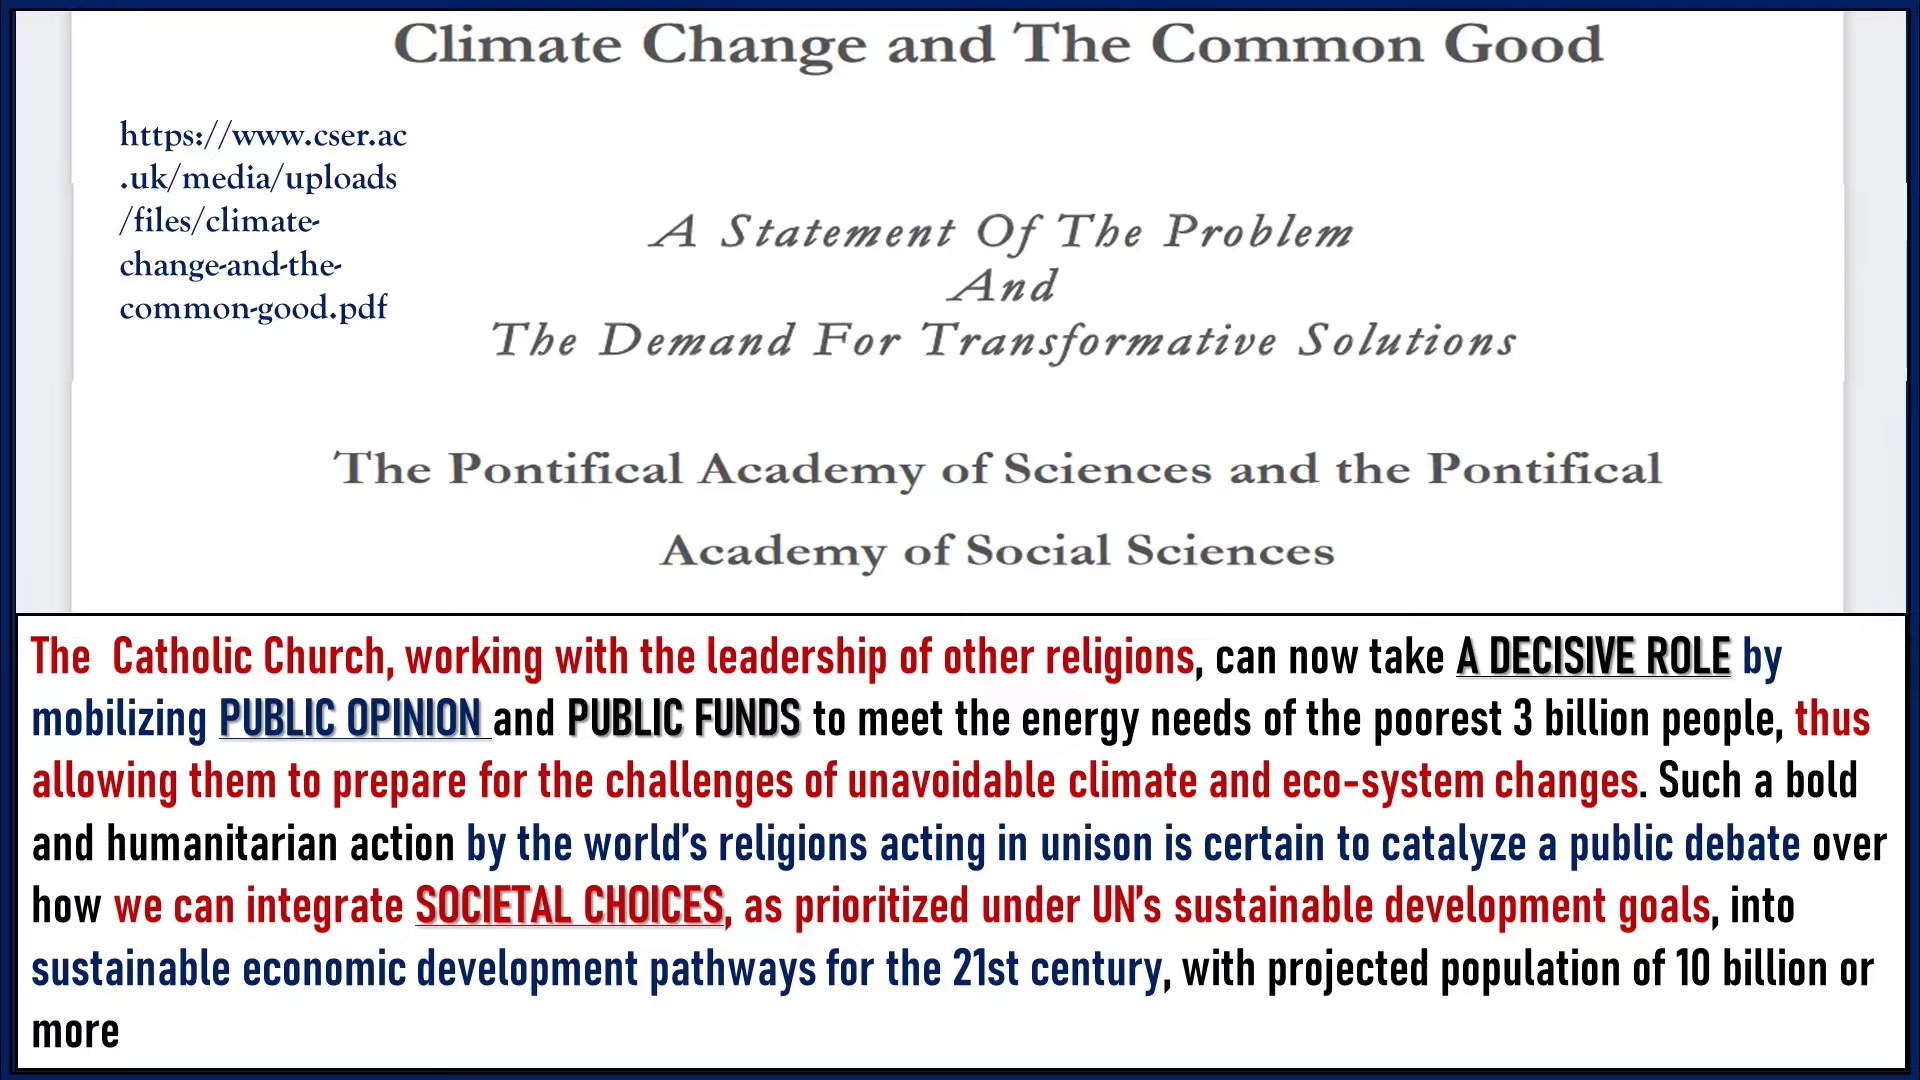 Climate Change and The Common Good
https://www.cser.ac
.uk/media/uploads
/files/climate-
change-and-the-
common-good.pdf
A Statement Of The Problem
And
The Demand For Transformative Solutions
The Pontifical Academy of Sciences and the Pontifical
Academy of Social Sciences
The Catholic Church, working with the leadership of other religions, can now take A DECISIVE ROLE by
mobilizing PUBLIC OPINION and PUBLIC FUNDS to meet the energy needs of the poorest 3 billion people, thus
allowing them to prepare for the challenges of unavoidable climate and eco-system changes. Such a bold
and humanitarian action by the world's religions acting in unison is certain to catalyze a public debate over
how we can integrate SOCIETAL CHOICES, as prioritized under UN's sustainable development goals, into
sustainable economic development pathways for the 21st century, with projected population of 10 billion or
more